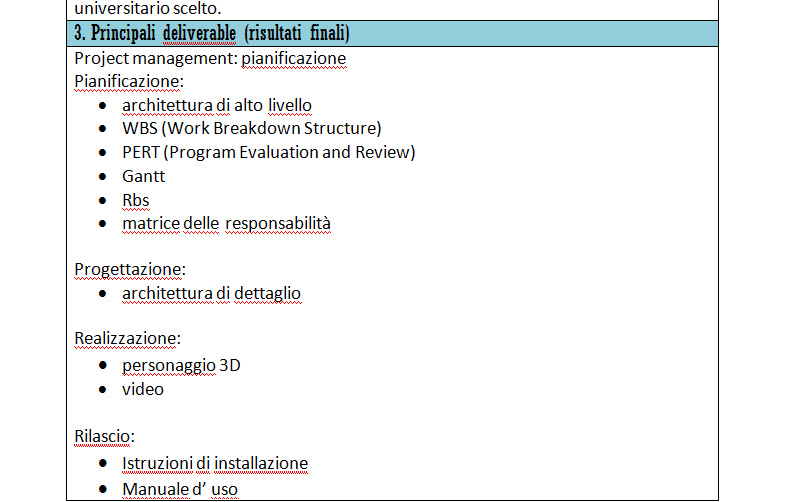 universitario scelto.
3. Principali deliverable (risultati finali)
Project management: pianificazione
Pianificazione:
• architettura di alto livello
• WBS (Work Breakdown Structure)
• PERT (Program Evaluation and Review)
• Gantt
• Rbs
• matrice delle responsabilità
Progettazione:
• architettura di dettaglio
Realizzazione:
• personaggio 3D
• video
Rilascio:
• Istruzioni di installazione
• Manuale d’ uso